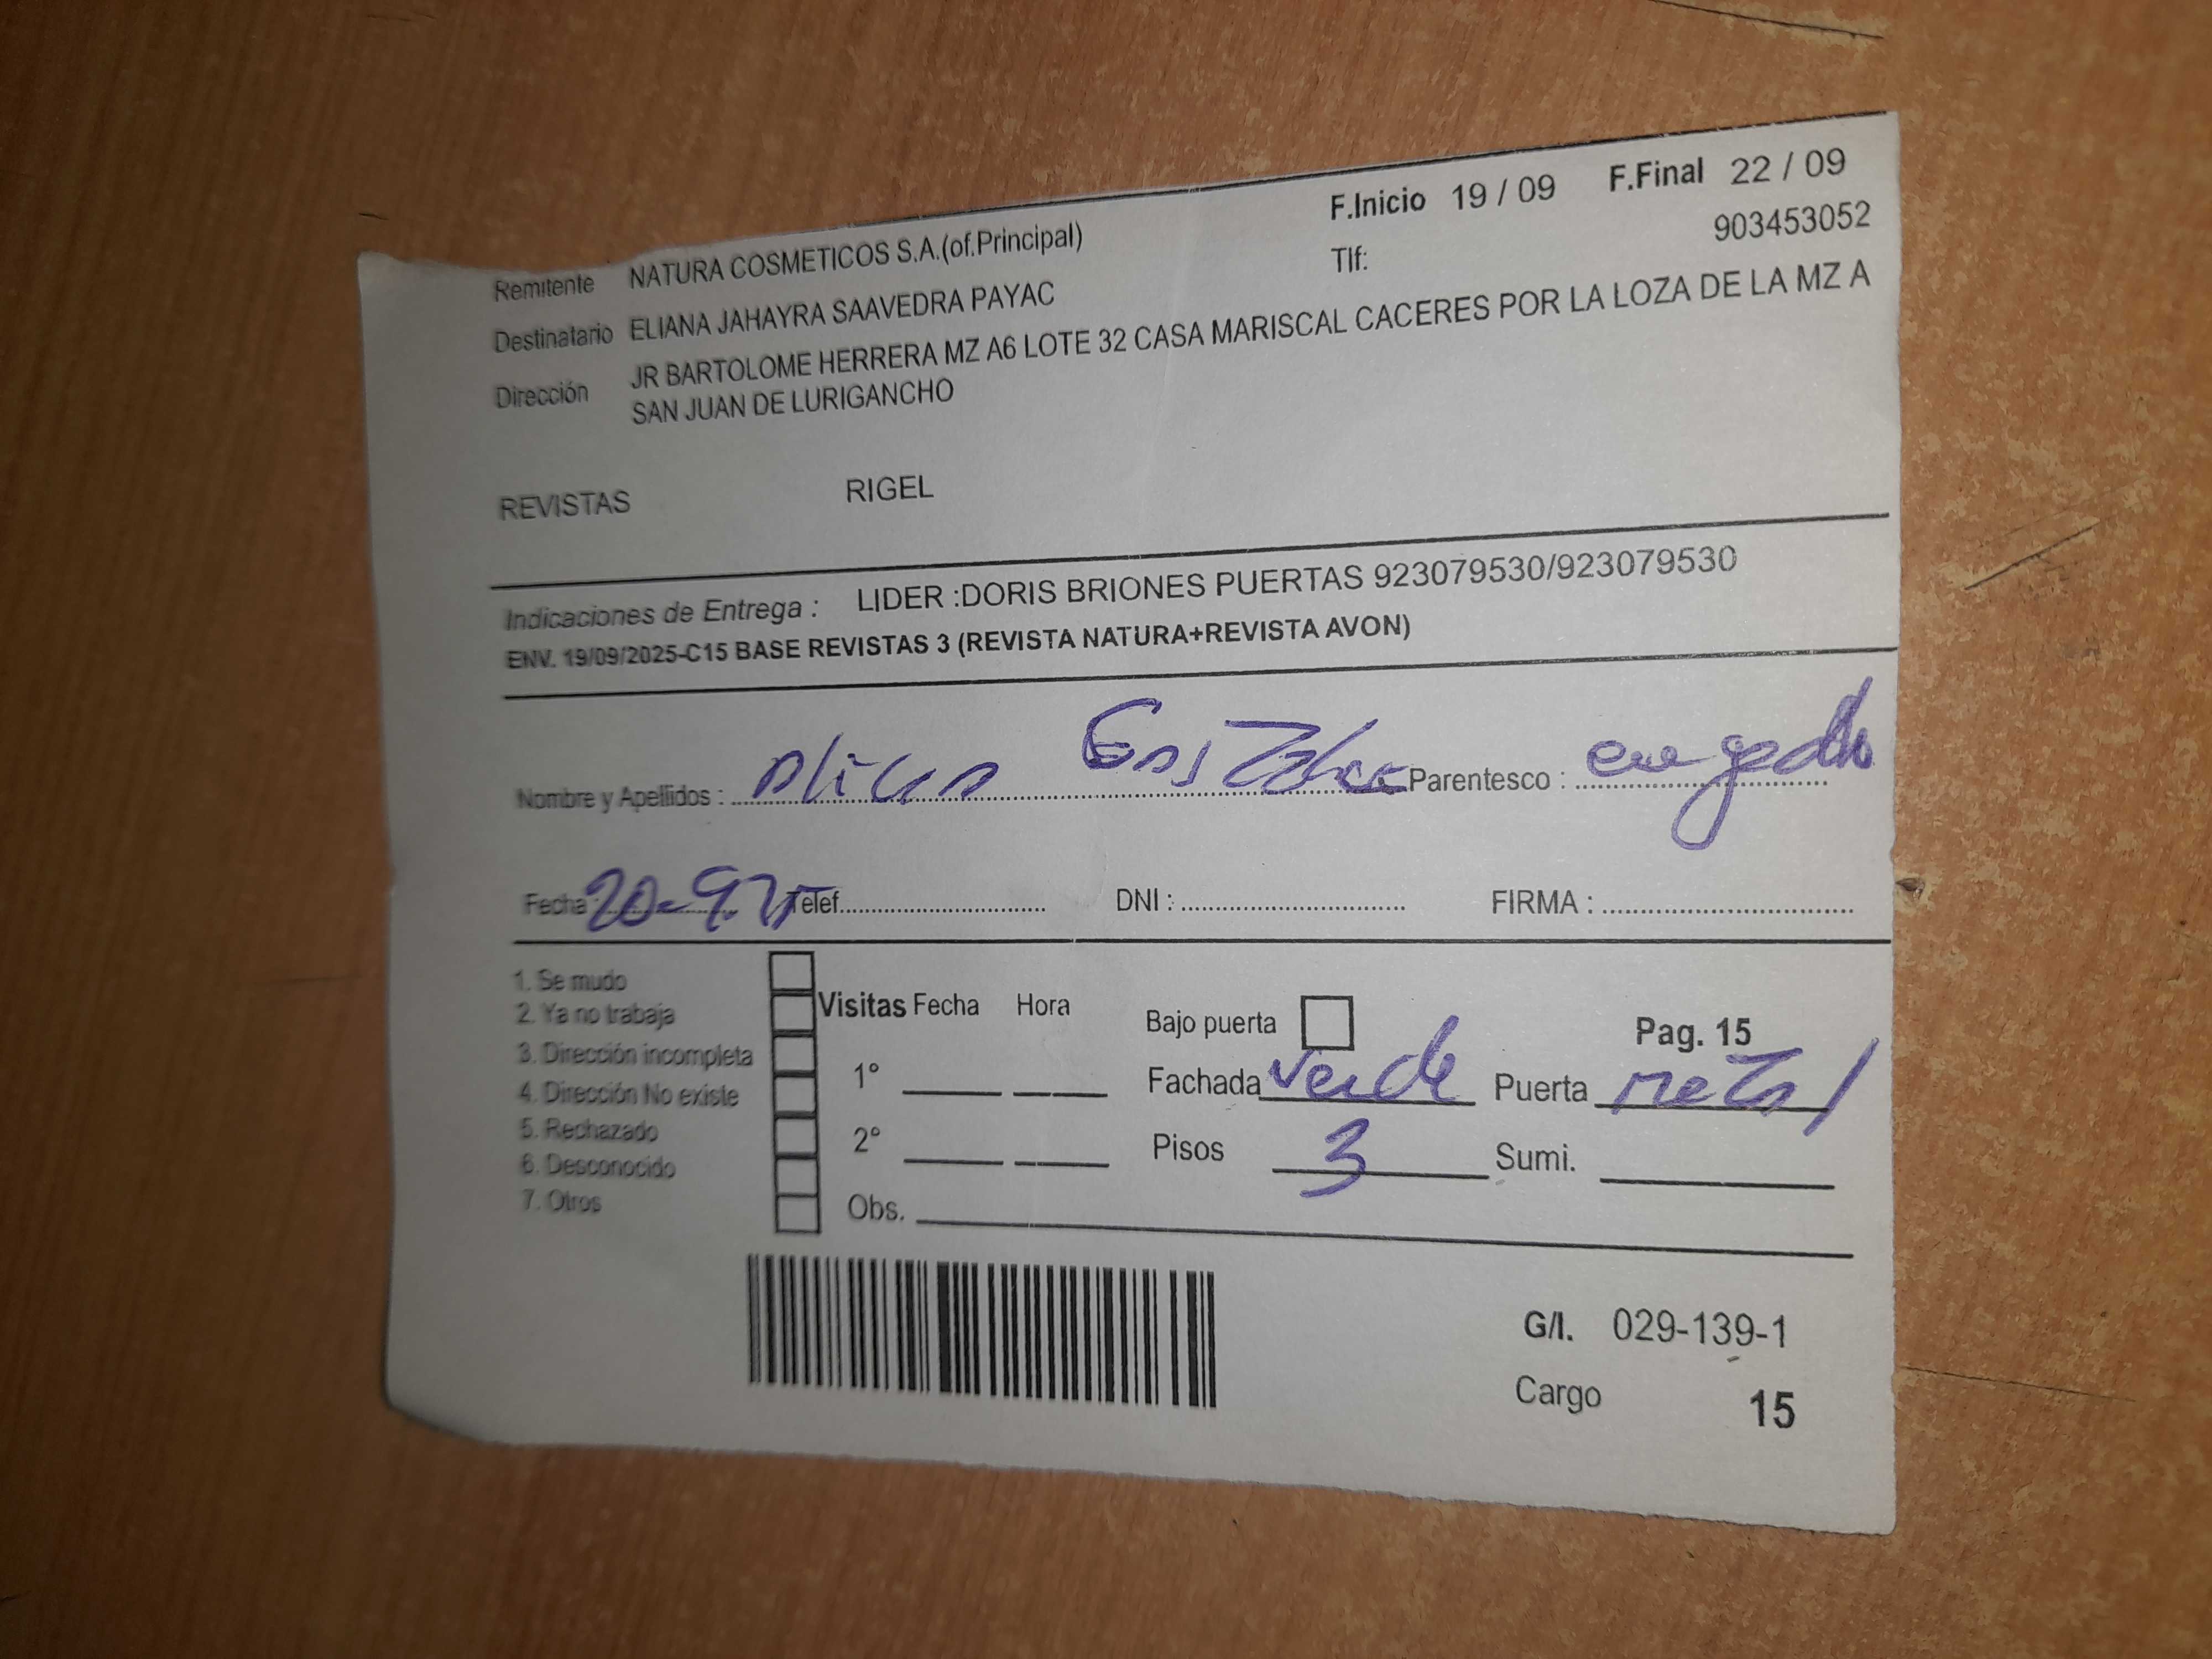 F.Inicio 19 / 09 F.Final 22 / 09
Remitente NATURA COSMETICOS S.A.(of.Principal) Tlf: 903453052
Destinatario ELIANA JAHAYRA SAAVEDRA PAYAC
Dirección JR BARTOLOME HERRERA MZ A6 LOTE 32 CASA MARISCAL CACERES POR LA LOZA DE LA MZ A
SAN JUAN DE LURIGANCHO
REVISTAS RIGEL
Indicaciones de Entrega : LIDER :DORIS BRIONES PUERTAS 923079530/923079530
ENV. 19/09/2025-C15 BASE REVISTAS 3 (REVISTA NATURA+REVISTA AVON)
Nombre y Apellidos : Parentesco :
Fecha 20-9-25 Telef. DNI : FIRMA :
1. Se mudo
2. Ya no trabaja
3. Dirección incompleta
4. Dirección No existe
5. Rechazado
6. Desconocido
7. Otros
Visitas Fecha Hora
1°
2°
Obs.
Bajo puerta
Fachada verde Puerta metal
Pisos 3 Sumi.
Pag. 15
G/I. 029-139-1
Cargo 15